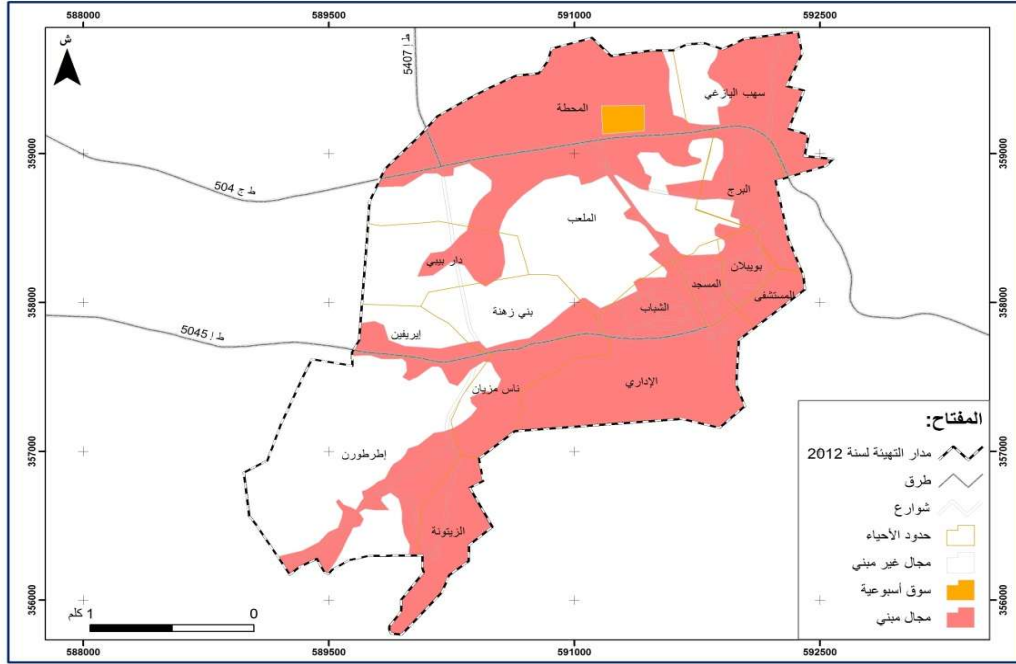 588000
589500
591000
592500
ش
ط إ 5407
سهب اليازغي
المحطة
359000
359000
ط ج 504
البرج
الملعب
دار بيبي
بويبلان
المسجد
المستشفى
358000
358000
الشباب
بني زهنة
ط إ 5045
إيريفين
الإداري
ناس مزيان
المفتاح:
مدار التهيئة لسنة 2012
طرق
شوارع
حدود الأحياء
مجال غير مبني
سوق أسبوعية
مجال مبني
357000
357000
إطرطورن
الزيتونة
356000
356000
1 كلم
0
588000
589500
591000
592500